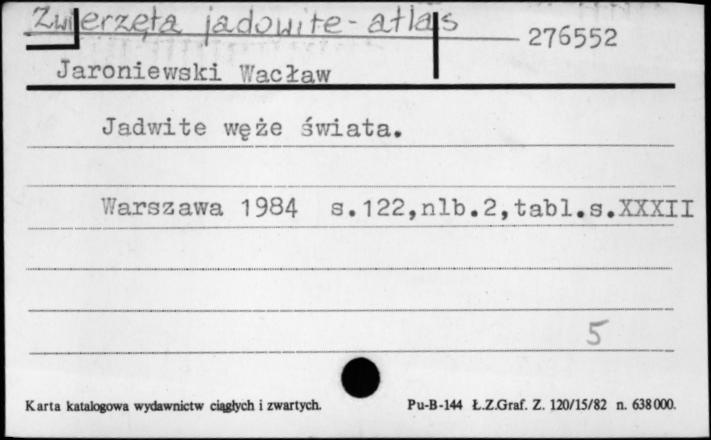 Zwierzęta jadowite - atlas
276552
Jaroniewski Wacław
Jadwite węże świata.
Warszawa 1984 s.122,nlb.2,tabl.s.XXXII
5
Karta katalogowa wydawnictw ciągłych i zwartych.
Pu-B-144 Ł.Z.Graf. Z. 120/15/82 n. 638000.